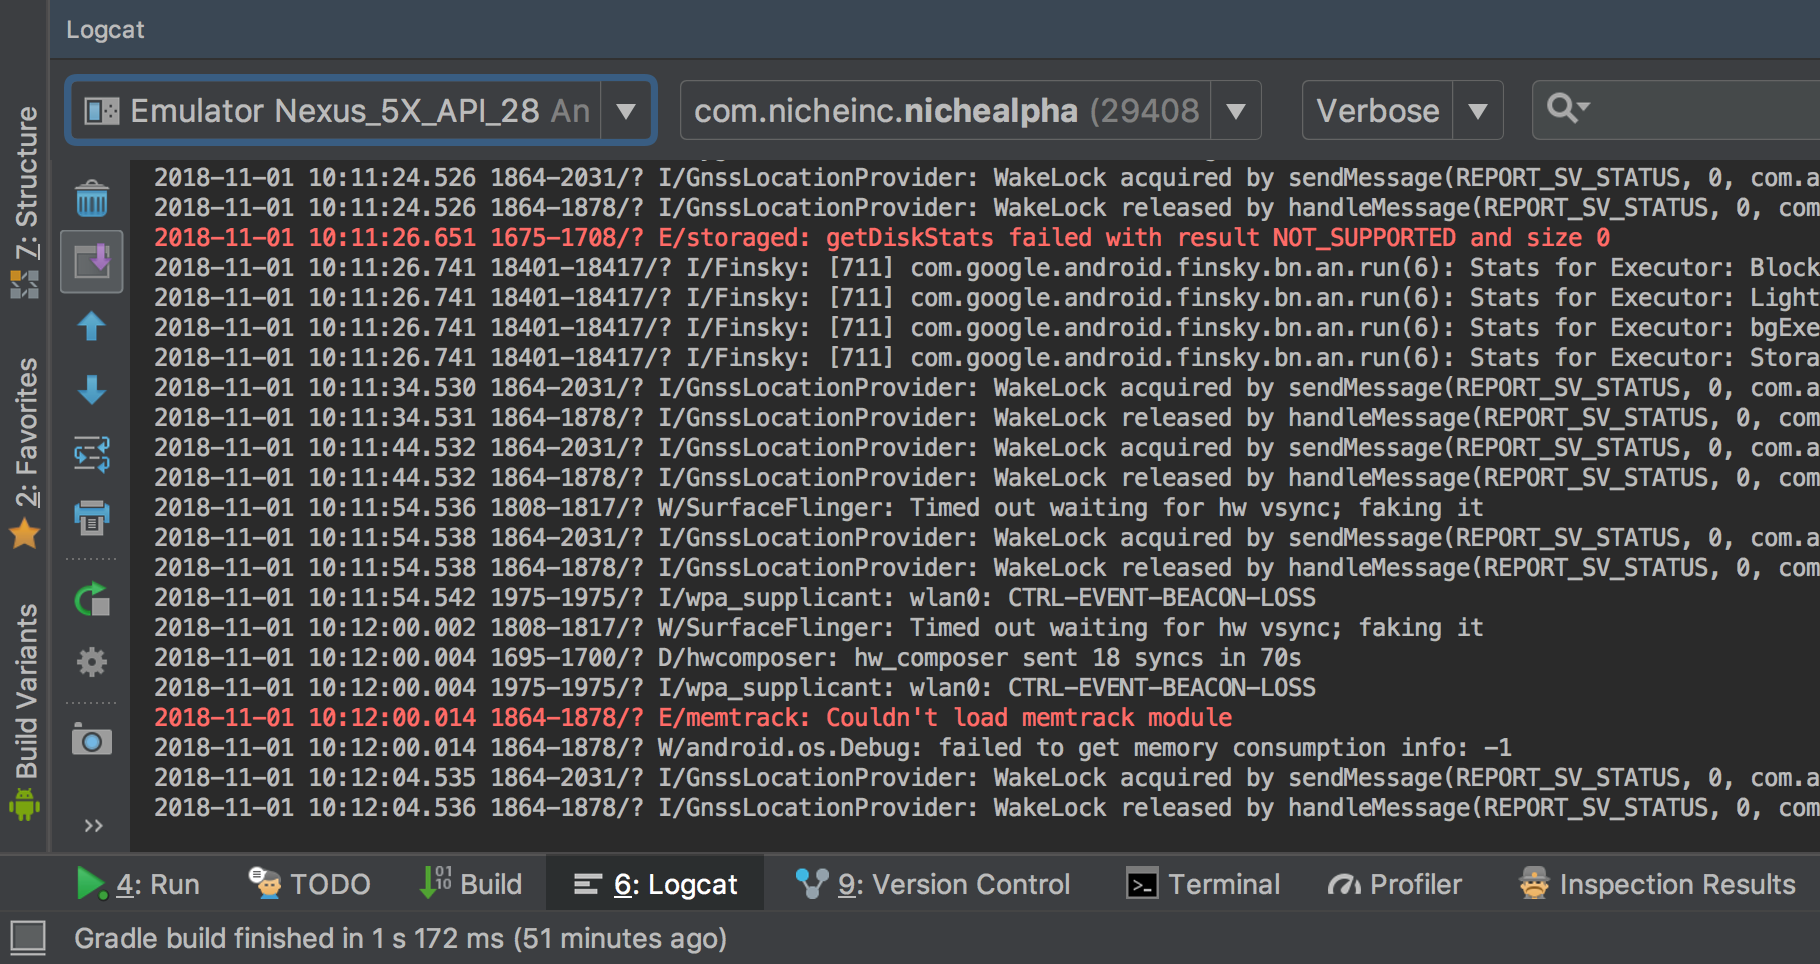 Logcat
Emulator Nexus_5X_API_28 An
com.nicheinc.nichealpha (29408
Verbose
7: Structure
2: Favorites
Build Variants
2018-11-01 10:11:24.526 1864-2031/? I/GnssLocationProvider: WakeLock acquired by sendMessage(REPORT_SV_STATUS, 0, com.a
2018-11-01 10:11:24.526 1864-1878/? I/GnssLocationProvider: WakeLock released by handleMessage(REPORT_SV_STATUS, 0, com
2018-11-01 10:11:26.651 1675-1708/? E/storaged: getDiskStats failed with result NOT_SUPPORTED and size 0
2018-11-01 10:11:26.741 18401-18417/? I/Finsky: [711] com.google.android.finsky.bn.an.run(6): Stats for Executor: Block
2018-11-01 10:11:26.741 18401-18417/? I/Finsky: [711] com.google.android.finsky.bn.an.run(6): Stats for Executor: Light
2018-11-01 10:11:26.741 18401-18417/? I/Finsky: [711] com.google.android.finsky.bn.an.run(6): Stats for Executor: bgExe
2018-11-01 10:11:26.741 18401-18417/? I/Finsky: [711] com.google.android.finsky.bn.an.run(6): Stats for Executor: Stora
2018-11-01 10:11:34.530 1864-2031/? I/GnssLocationProvider: WakeLock acquired by sendMessage(REPORT_SV_STATUS, 0, com.a
2018-11-01 10:11:34.531 1864-1878/? I/GnssLocationProvider: WakeLock released by handleMessage(REPORT_SV_STATUS, 0, com
2018-11-01 10:11:44.532 1864-2031/? I/GnssLocationProvider: WakeLock acquired by sendMessage(REPORT_SV_STATUS, 0, com.a
2018-11-01 10:11:44.532 1864-1878/? I/GnssLocationProvider: WakeLock released by handleMessage(REPORT_SV_STATUS, 0, com
2018-11-01 10:11:54.536 1808-1817/? W/SurfaceFlinger: Timed out waiting for hw vsync; faking it
2018-11-01 10:11:54.538 1864-2031/? I/GnssLocationProvider: WakeLock acquired by sendMessage(REPORT_SV_STATUS, 0, com.a
2018-11-01 10:11:54.538 1864-1878/? I/GnssLocationProvider: WakeLock released by handleMessage(REPORT_SV_STATUS, 0, com
2018-11-01 10:11:54.542 1975-1975/? I/wpa_supplicant: wlan0: CTRL-EVENT-BEACON-LOSS
2018-11-01 10:12:00.002 1808-1817/? W/SurfaceFlinger: Timed out waiting for hw vsync; faking it
2018-11-01 10:12:00.004 1695-1700/? D/hwcomposer: hw_composer sent 18 syncs in 70s
2018-11-01 10:12:00.004 1975-1975/? I/wpa_supplicant: wlan0: CTRL-EVENT-BEACON-LOSS
2018-11-01 10:12:00.014 1864-1878/? E/memtrack: Couldn't load memtrack module
2018-11-01 10:12:00.014 1864-1878/? W/android.os.Debug: failed to get memory consumption info: -1
2018-11-01 10:12:04.535 1864-2031/? I/GnssLocationProvider: WakeLock acquired by sendMessage(REPORT_SV_STATUS, 0, com.a
2018-11-01 10:12:04.536 1864-1878/? I/GnssLocationProvider: WakeLock released by handleMessage(REPORT_SV_STATUS, 0, com
4: Run
TODO
Build
6: Logcat
9: Version Control
Terminal
Profiler
Inspection Results
Gradle build finished in 1 s 172 ms (51 minutes ago)